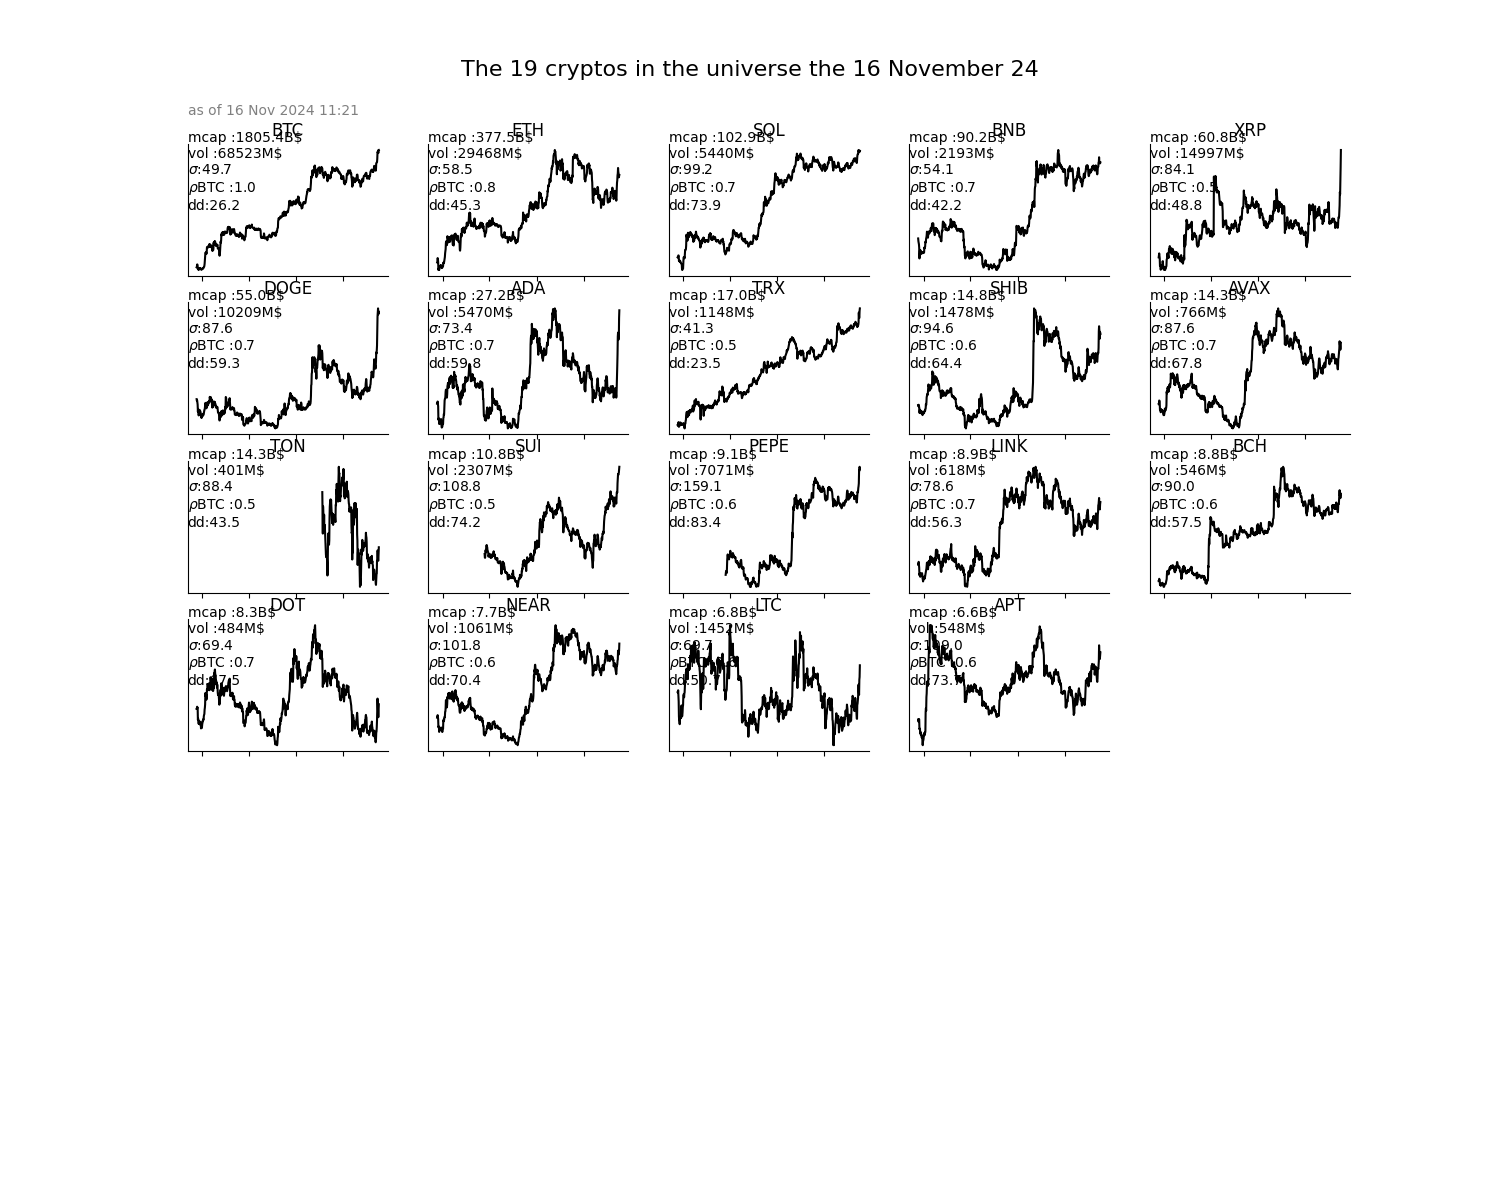 The 19 cryptos in the universe the 16 November 24
as of 16 Nov 2024 11:21
BTC
mcap :1805.4B$
vol :68523M$
σ:49.7
ρBTC :1.0
dd:26.2
ETH
mcap :377.5B$
vol :29468M$
σ:58.5
ρBTC :0.8
dd:45.3
SOL
mcap :102.9B$
vol :5440M$
σ:99.2
ρBTC :0.7
dd:73.9
BNB
mcap :90.2B$
vol :2193M$
σ:54.1
ρBTC :0.7
dd:42.2
XRP
mcap :60.8B$
vol :14997M$
σ:84.1
ρBTC :0.5
dd:48.8
DOGE
mcap :55.0B$
vol :10209M$
σ:87.6
ρBTC :0.7
dd:59.3
ADA
mcap :27.2B$
vol :5470M$
σ:73.4
ρBTC :0.7
dd:59.8
TRX
mcap :17.0B$
vol :1148M$
σ:41.3
ρBTC :0.5
dd:23.5
SHIB
mcap :14.8B$
vol :1478M$
σ:94.6
ρBTC :0.6
dd:64.4
AVAX
mcap :14.3B$
vol :766M$
σ:87.6
ρBTC :0.7
dd:67.8
TON
mcap :14.3B$
vol :401M$
σ:88.4
ρBTC :0.5
dd:43.5
SUI
mcap :10.8B$
vol :2307M$
σ:108.8
ρBTC :0.5
dd:74.2
PEPE
mcap :9.1B$
vol :7071M$
σ:159.1
ρBTC :0.6
dd:83.4
LINK
mcap :8.9B$
vol :618M$
σ:78.6
ρBTC :0.7
dd:56.3
BCH
mcap :8.8B$
vol :546M$
σ:90.0
ρBTC :0.6
dd:57.5
DOT
mcap :8.3B$
vol :484M$
σ:69.4
ρBTC :0.7
NEAR
mcap :7.7B$
vol :1061M$
σ:101.8
ρBTC :0.6
dd:70.4
LTC
mcap :6.8B$
vol :1452M$
σ:69.7
APT
mcap :6.6B$
vol :548M$
ρBTC :0.6